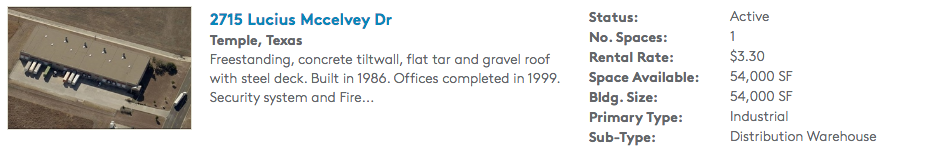 2715 Lucius Mccelvey Dr
Temple, Texas
Freestanding, concrete tiltwall, flat tar and gravel roof
with steel deck. Built in 1986. Offices completed in 1999.
Security system and Fire...
Status: Active
No. Spaces: 1
Rental Rate: $3.30
Space Available: 54,000 SF
Bldg. Size: 54,000 SF
Primary Type: Industrial
Sub-Type: Distribution Warehouse